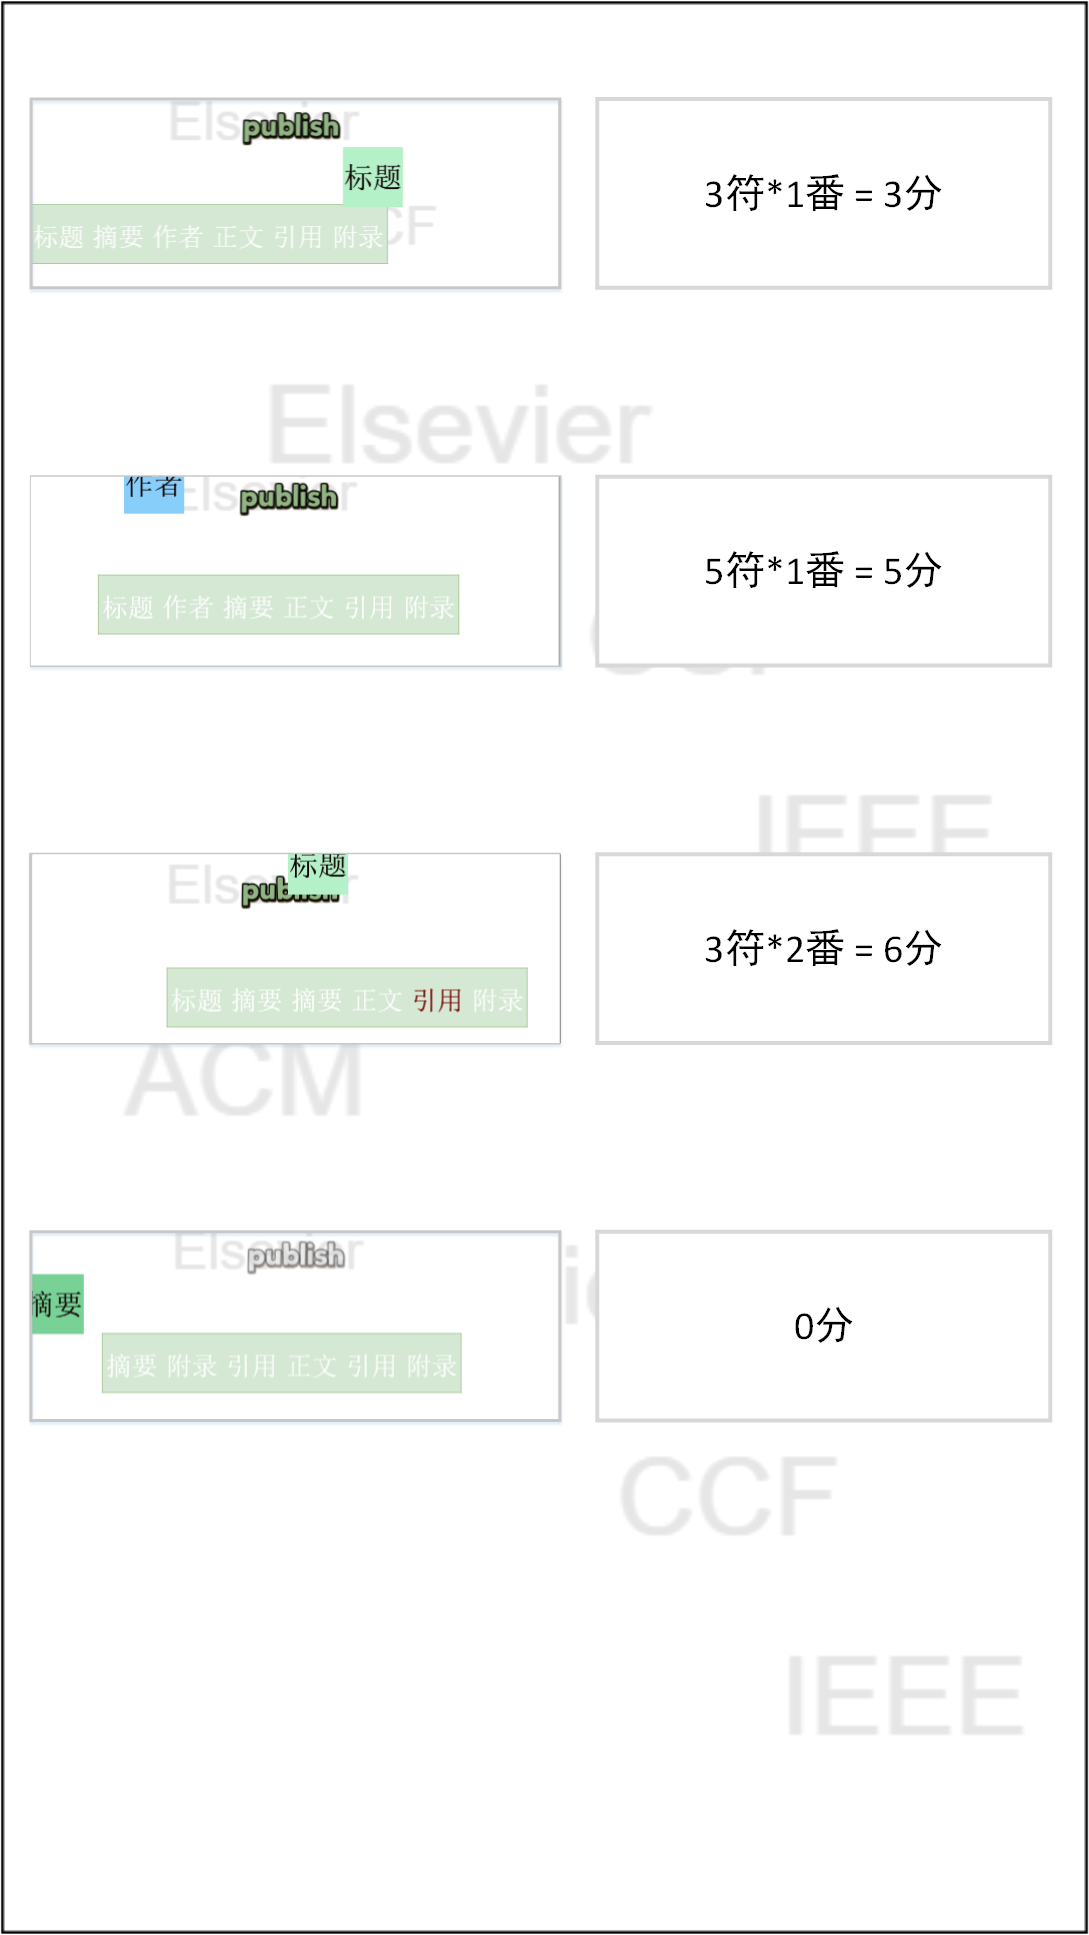 Elsevier
publish
标题
CF
标题 摘要 作者 正文 引用 附录
3符*1番 = 3分
Elsevier
作者
Elsevier
publish
标题 作者 摘要 正文 引用 附录
5符*1番 = 5分
IEEE
标题
publish
标题 摘要 摘要 正文 引用 附录
3符*2番 = 6分
ACM
Elsevier
publish
摘要
摘要 附录 引用 正文 引用 附录
0分
CCF
IEEE